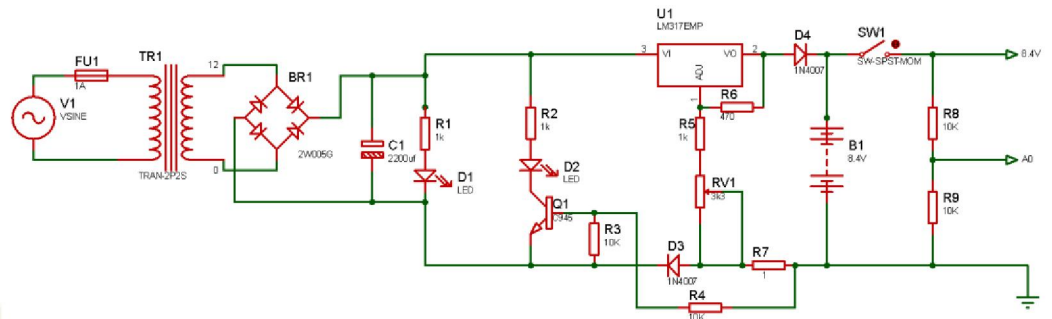 U1
LM317EMP
TR1
FU1
1A
V1
VSINE
12
0
TRAN-2P2S
BR1
2W005G
C1
2200uf
R1
1k
D1
LED
R2
1k
D2
LED
Q1
C945
R3
10K
3
VI
VO
2
ADJ
1
R6
470
R5
1k
RV1
3k3
D3
1N4007
R7
1
R4
10K
D4
1N4007
SW1
SW-SPST-MOM
B1
8.4V
R8
10K
R9
10K
8.4V
A0